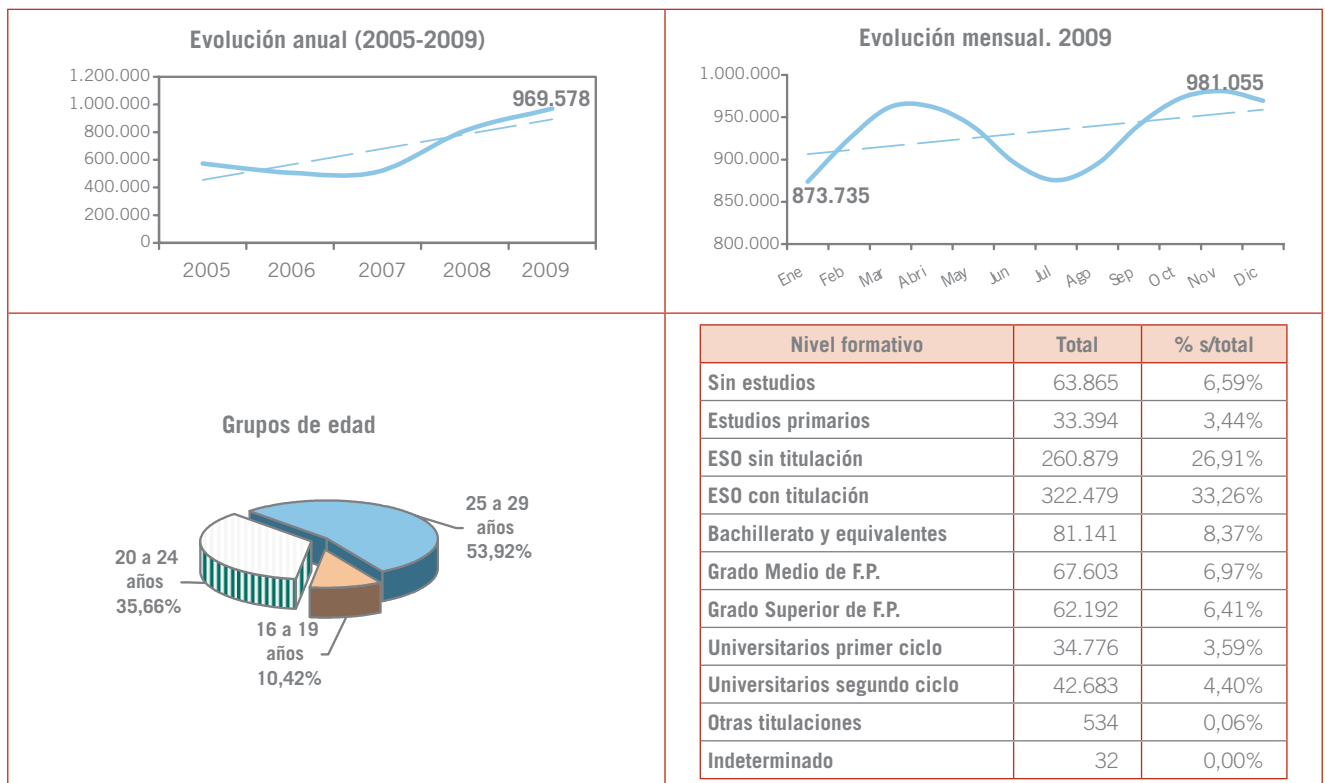 Evolución anual (2005-2009)
1.200.000
1.000.000
800.000
600.000
400.000
200.000
0
969.578
2005 2006 2007 2008 2009
Evolución mensual. 2009
1.000.000
950.000
900.000
850.000
800.000
981.055
873.735
Ene Feb Mar Abri May Jun Jul Ago Sep Oct Nov Dic
Grupos de edad
25 a 29
años
53,92%
20 a 24
años
35,66%
16 a 19
años
10,42%
Nivel formativo Total % s/total
Sin estudios 63.865 6,59%
Estudios primarios 33.394 3,44%
ESO sin titulación 260.879 26,91%
ESO con titulación 322.479 33,26%
Bachillerato y equivalentes 81.141 8,37%
Grado Medio de F.P. 67.603 6,97%
Grado Superior de F.P. 62.192 6,41%
Universitarios primer ciclo 34.776 3,59%
Universitarios segundo ciclo 42.683 4,40%
Otras titulaciones 534 0,06%
Indeterminado 32 0,00%